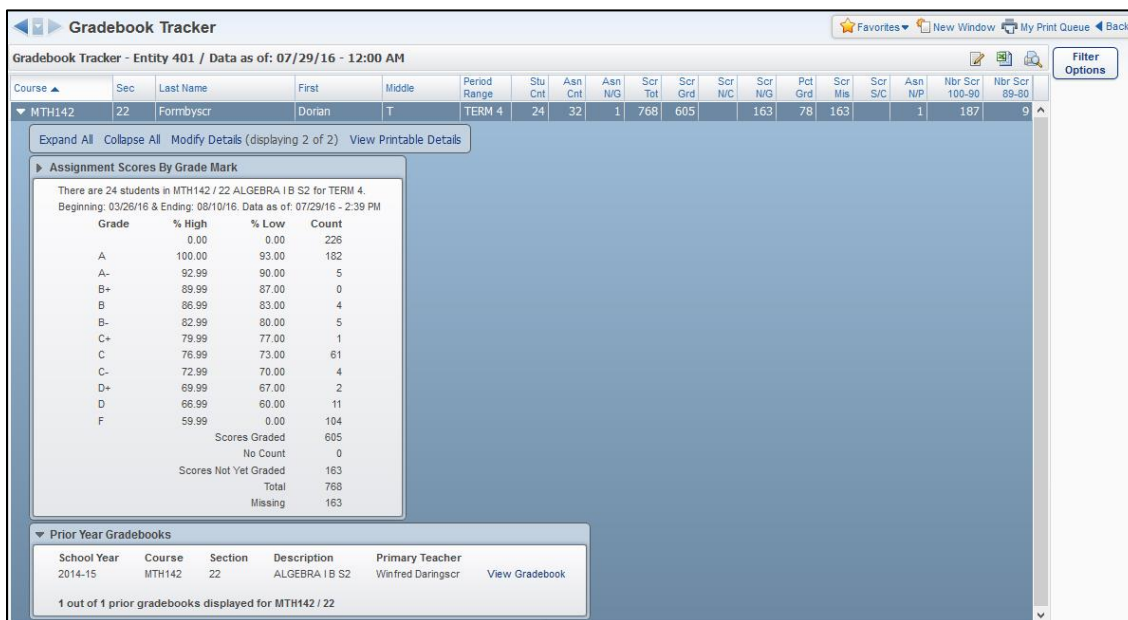 Gradebook Tracker
Favorites New Window My Print Queue Back
Gradebook Tracker - Entity 401 / Data as of: 07/29/16 - 12:00 AM
Filter Options
Course Sec Last Name First Middle Period Range Stu Cnt Asn Cnt Asn N/G Scr Tot Scr Grd Scr N/C Scr N/G Pct Grd Scr Mis Scr S/C Asn N/P Nbr Scr 100-90 Nbr Scr 89-80
MTH142 22 Formbyscr Dorian T TERM 4 24 32 1 768 605 163 78 163 1 187 9
Expand All Collapse All Modify Details (displaying 2 of 2) View Printable Details
Assignment Scores By Grade Mark
There are 24 students in MTH142 / 22 ALGEBRA I B S2 for TERM 4.
Beginning: 03/26/16 & Ending: 08/10/16. Data as of: 07/29/16 - 2:39 PM
Grade % High % Low Count
0.00 0.00 226
A 100.00 93.00 182
A- 92.99 90.00 5
B+ 89.99 87.00 0
B 86.99 83.00 4
B- 82.99 80.00 5
C+ 79.99 77.00 1
C 76.99 73.00 61
C- 72.99 70.00 4
D+ 69.99 67.00 2
D 66.99 60.00 11
F 59.99 0.00 104
Scores Graded 605
No Count 0
Scores Not Yet Graded 163
Total 768
Missing 163
Prior Year Gradebooks
School Year Course Section Description Primary Teacher
2014-15 MTH142 22 ALGEBRA I B S2 Winfred Daringscr View Gradebook
1 out of 1 prior gradebooks displayed for MTH142 / 22